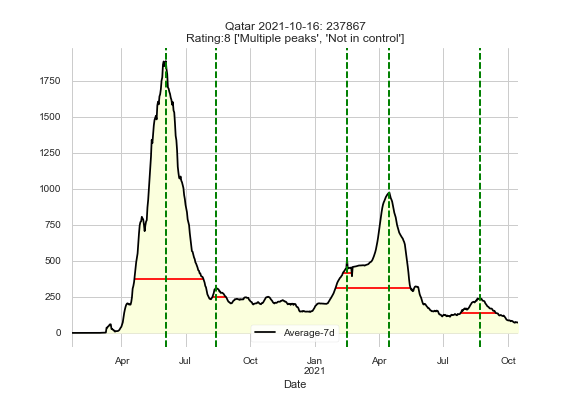 Qatar 2021-10-16: 237867
Rating:8 ['Multiple peaks', 'Not in control']
1750
1500
1250
1000
750
500
250
0
Average-7d
Apr
Jul
Oct
Jan
2021
Apr
Jul
Oct
Date